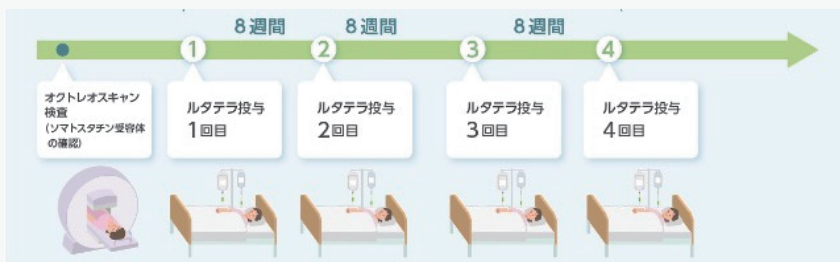 8週間
8週間
8週間
1
2
3
4
オクトレオスキャン
検査
(ソマトスタチン受容体
の確認)
ルタテラ投与
1回目
ルタテラ投与
2回目
ルタテラ投与
3回目
ルタテラ投与
4回目